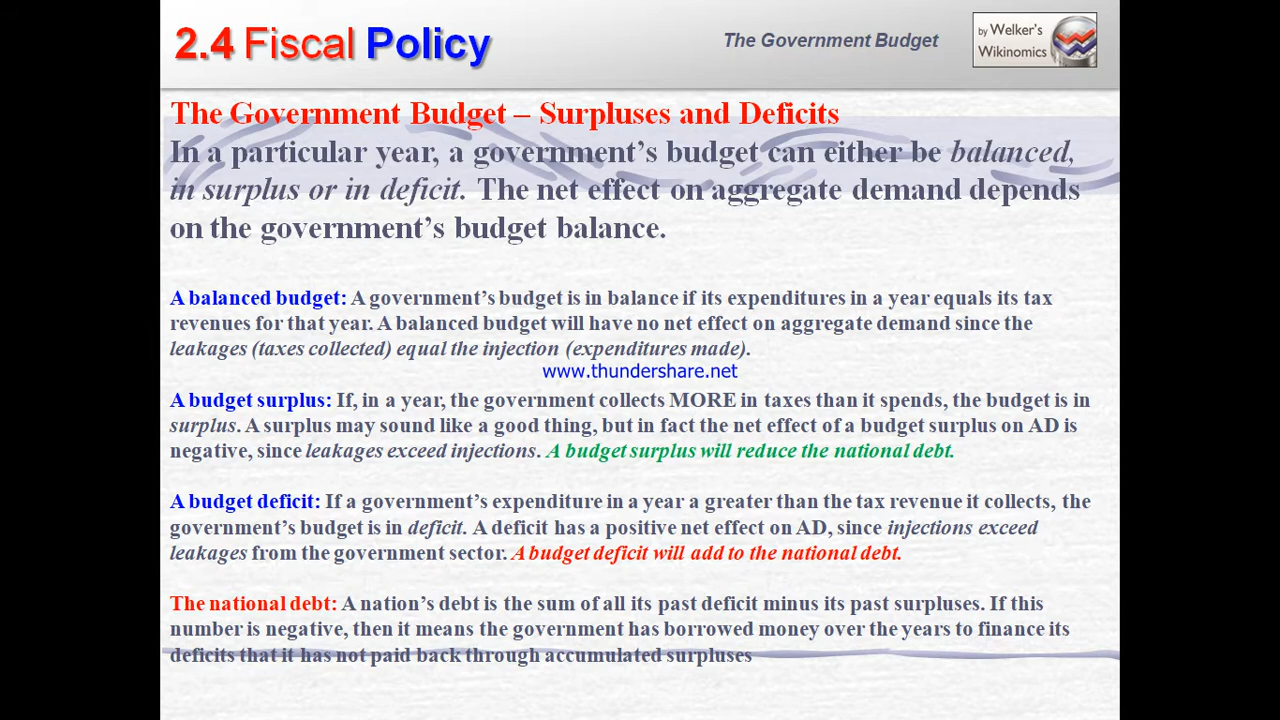 2.4 Fiscal Policy
The Government Budget
by Welker's
Wikinomics
The Government Budget – Surpluses and Deficits
In a particular year, a government's budget can either be balanced,
in surplus or in deficit. The net effect on aggregate demand depends
on the government's budget balance.
A balanced budget: A government's budget is in balance if its expenditures in a year equals its tax
revenues for that year. A balanced budget will have no net effect on aggregate demand since the
leakages (taxes collected) equal the injection (expenditures made).
www.thundershare.net
A budget surplus: If, in a year, the government collects MORE in taxes than it spends, the budget is in
surplus. A surplus may sound like a good thing, but in fact the net effect of a budget surplus on AD is
negative, since leakages exceed injections. A budget surplus will reduce the national debt.
A budget deficit: If a government's expenditure in a year a greater than the tax revenue it collects, the
government's budget is in deficit. A deficit has a positive net effect on AD, since injections exceed
leakages from the government sector. A budget deficit will add to the national debt.
The national debt: A nation's debt is the sum of all its past deficit minus its past surpluses. If this
number is negative, then it means the government has borrowed money over the years to finance its
deficits that it has not paid back through accumulated surpluses